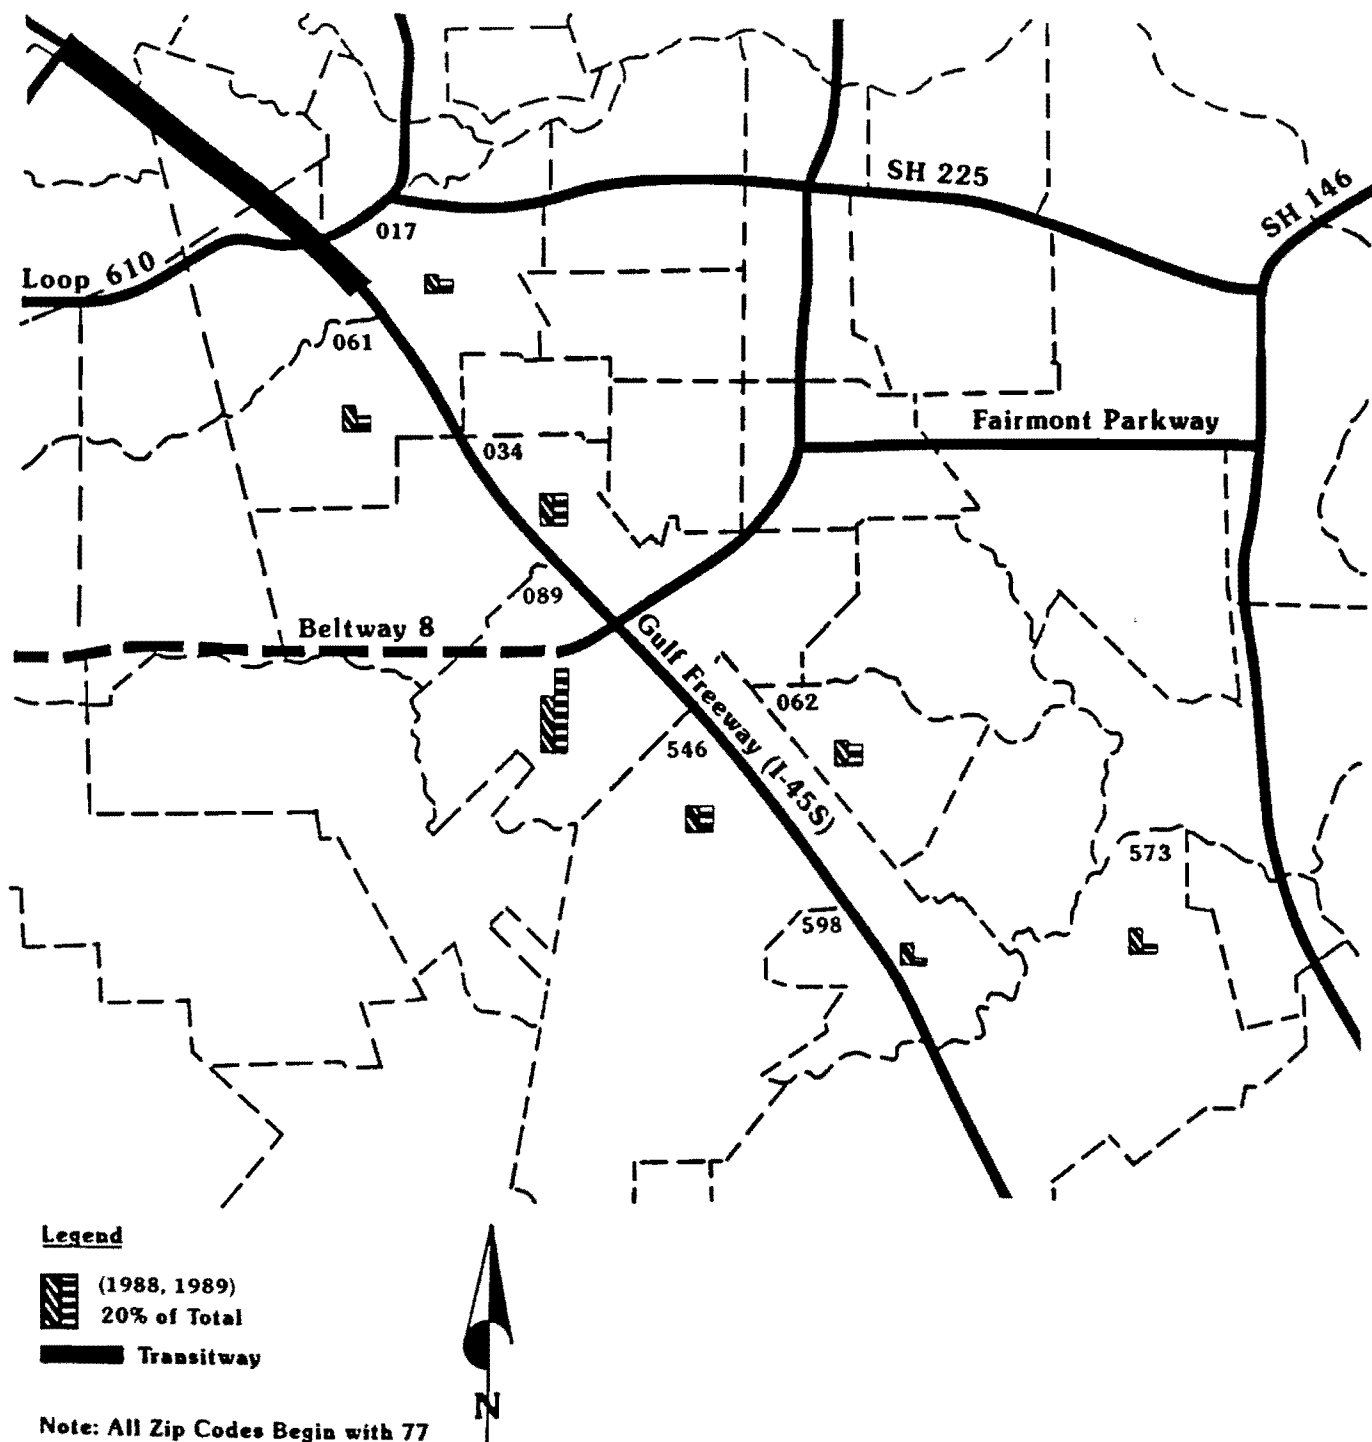 SH 225
SH 146
017
Loop 610
061
Fairmont Parkway
034
089
Beltway 8
Gulf Freeway (I-45S)
062
546
573
598
Legend
(1988, 1989)
20% of Total
Transitway
N
Note: All Zip Codes Begin with 77